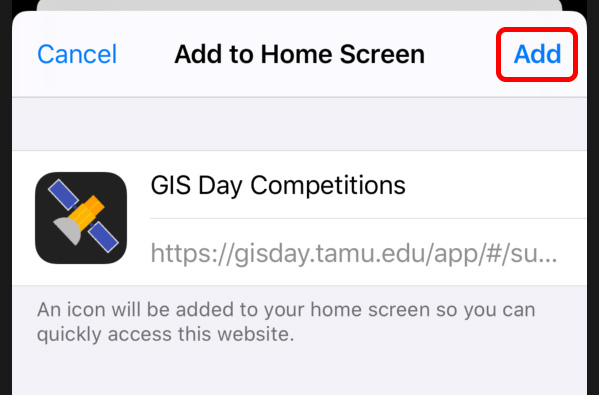 Cancel Add to Home Screen Add
GIS Day Competitions
https://gisday.tamu.edu/app/#/su...
An icon will be added to your home screen so you can
quickly access this website.